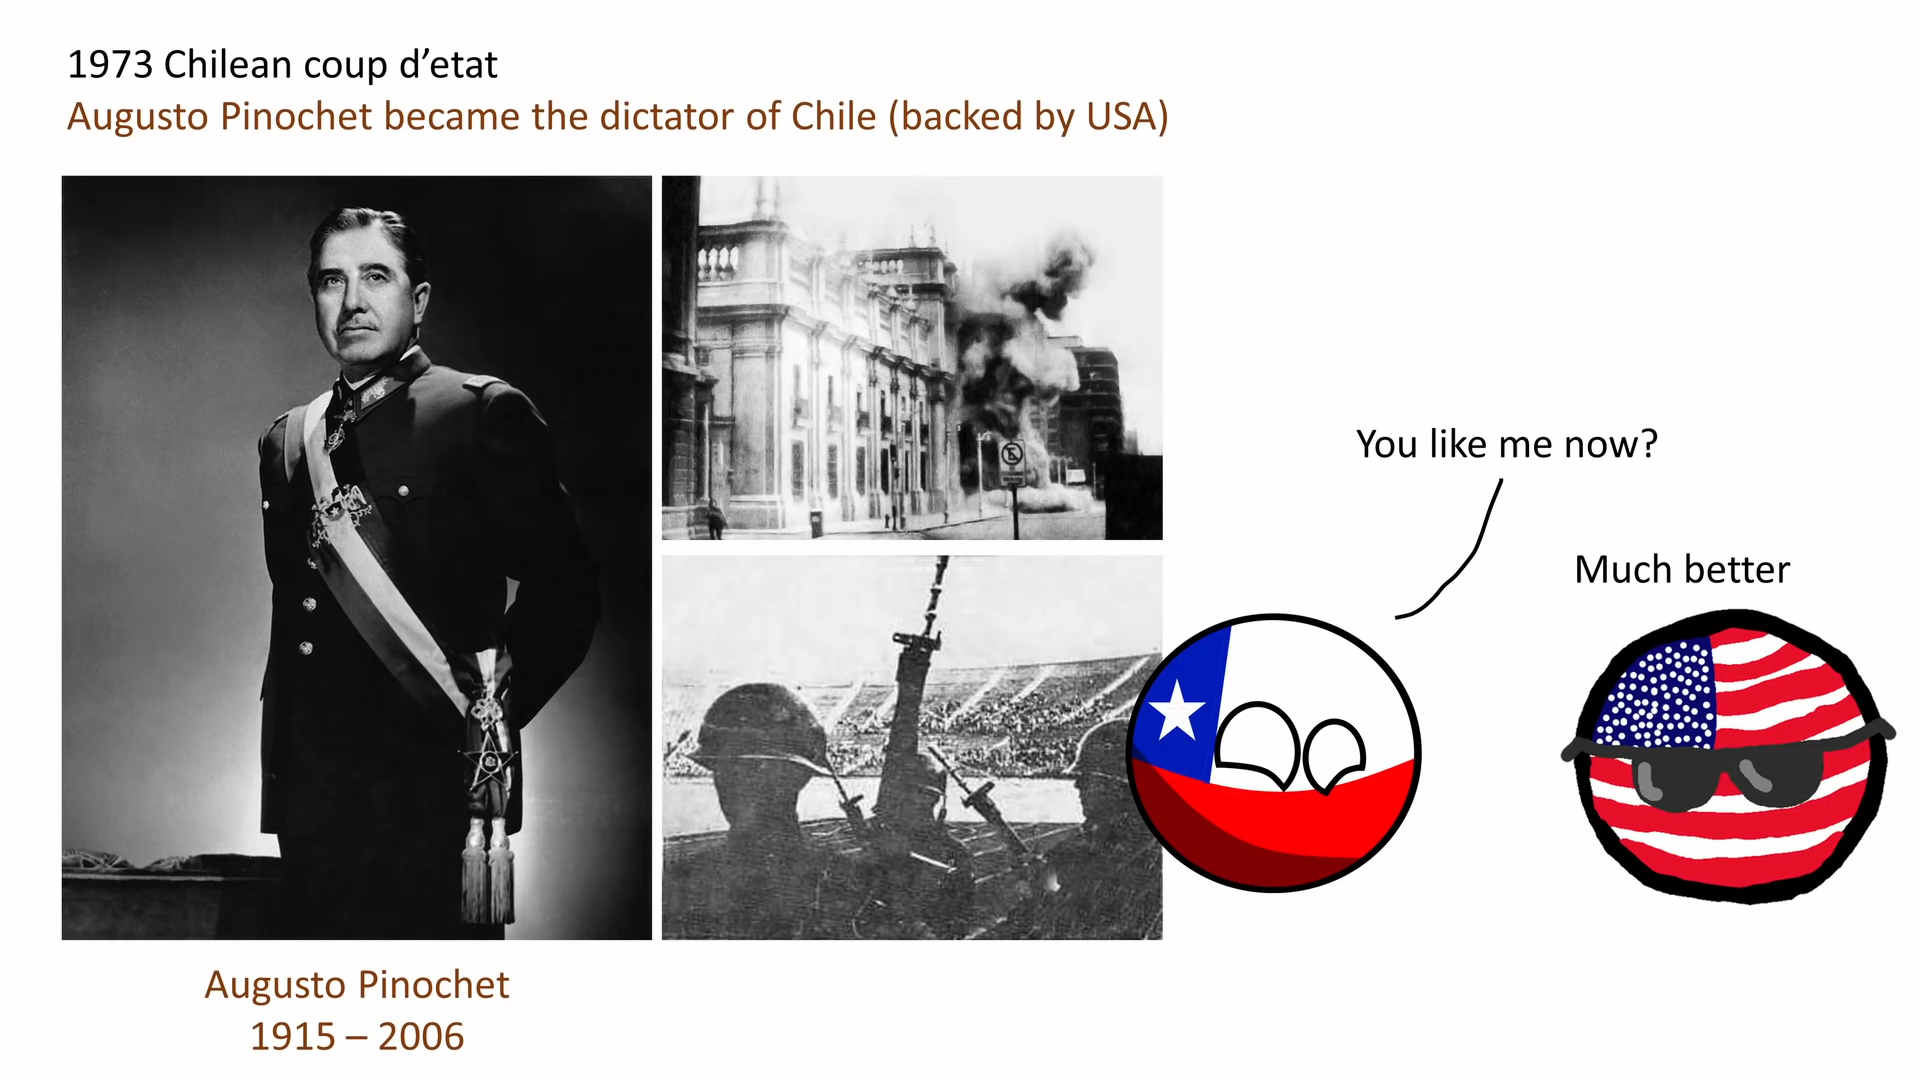 1973 Chilean coup d’etat
Augusto Pinochet became the dictator of Chile (backed by USA)
You like me now?
Much better
Augusto Pinochet
1915 – 2006